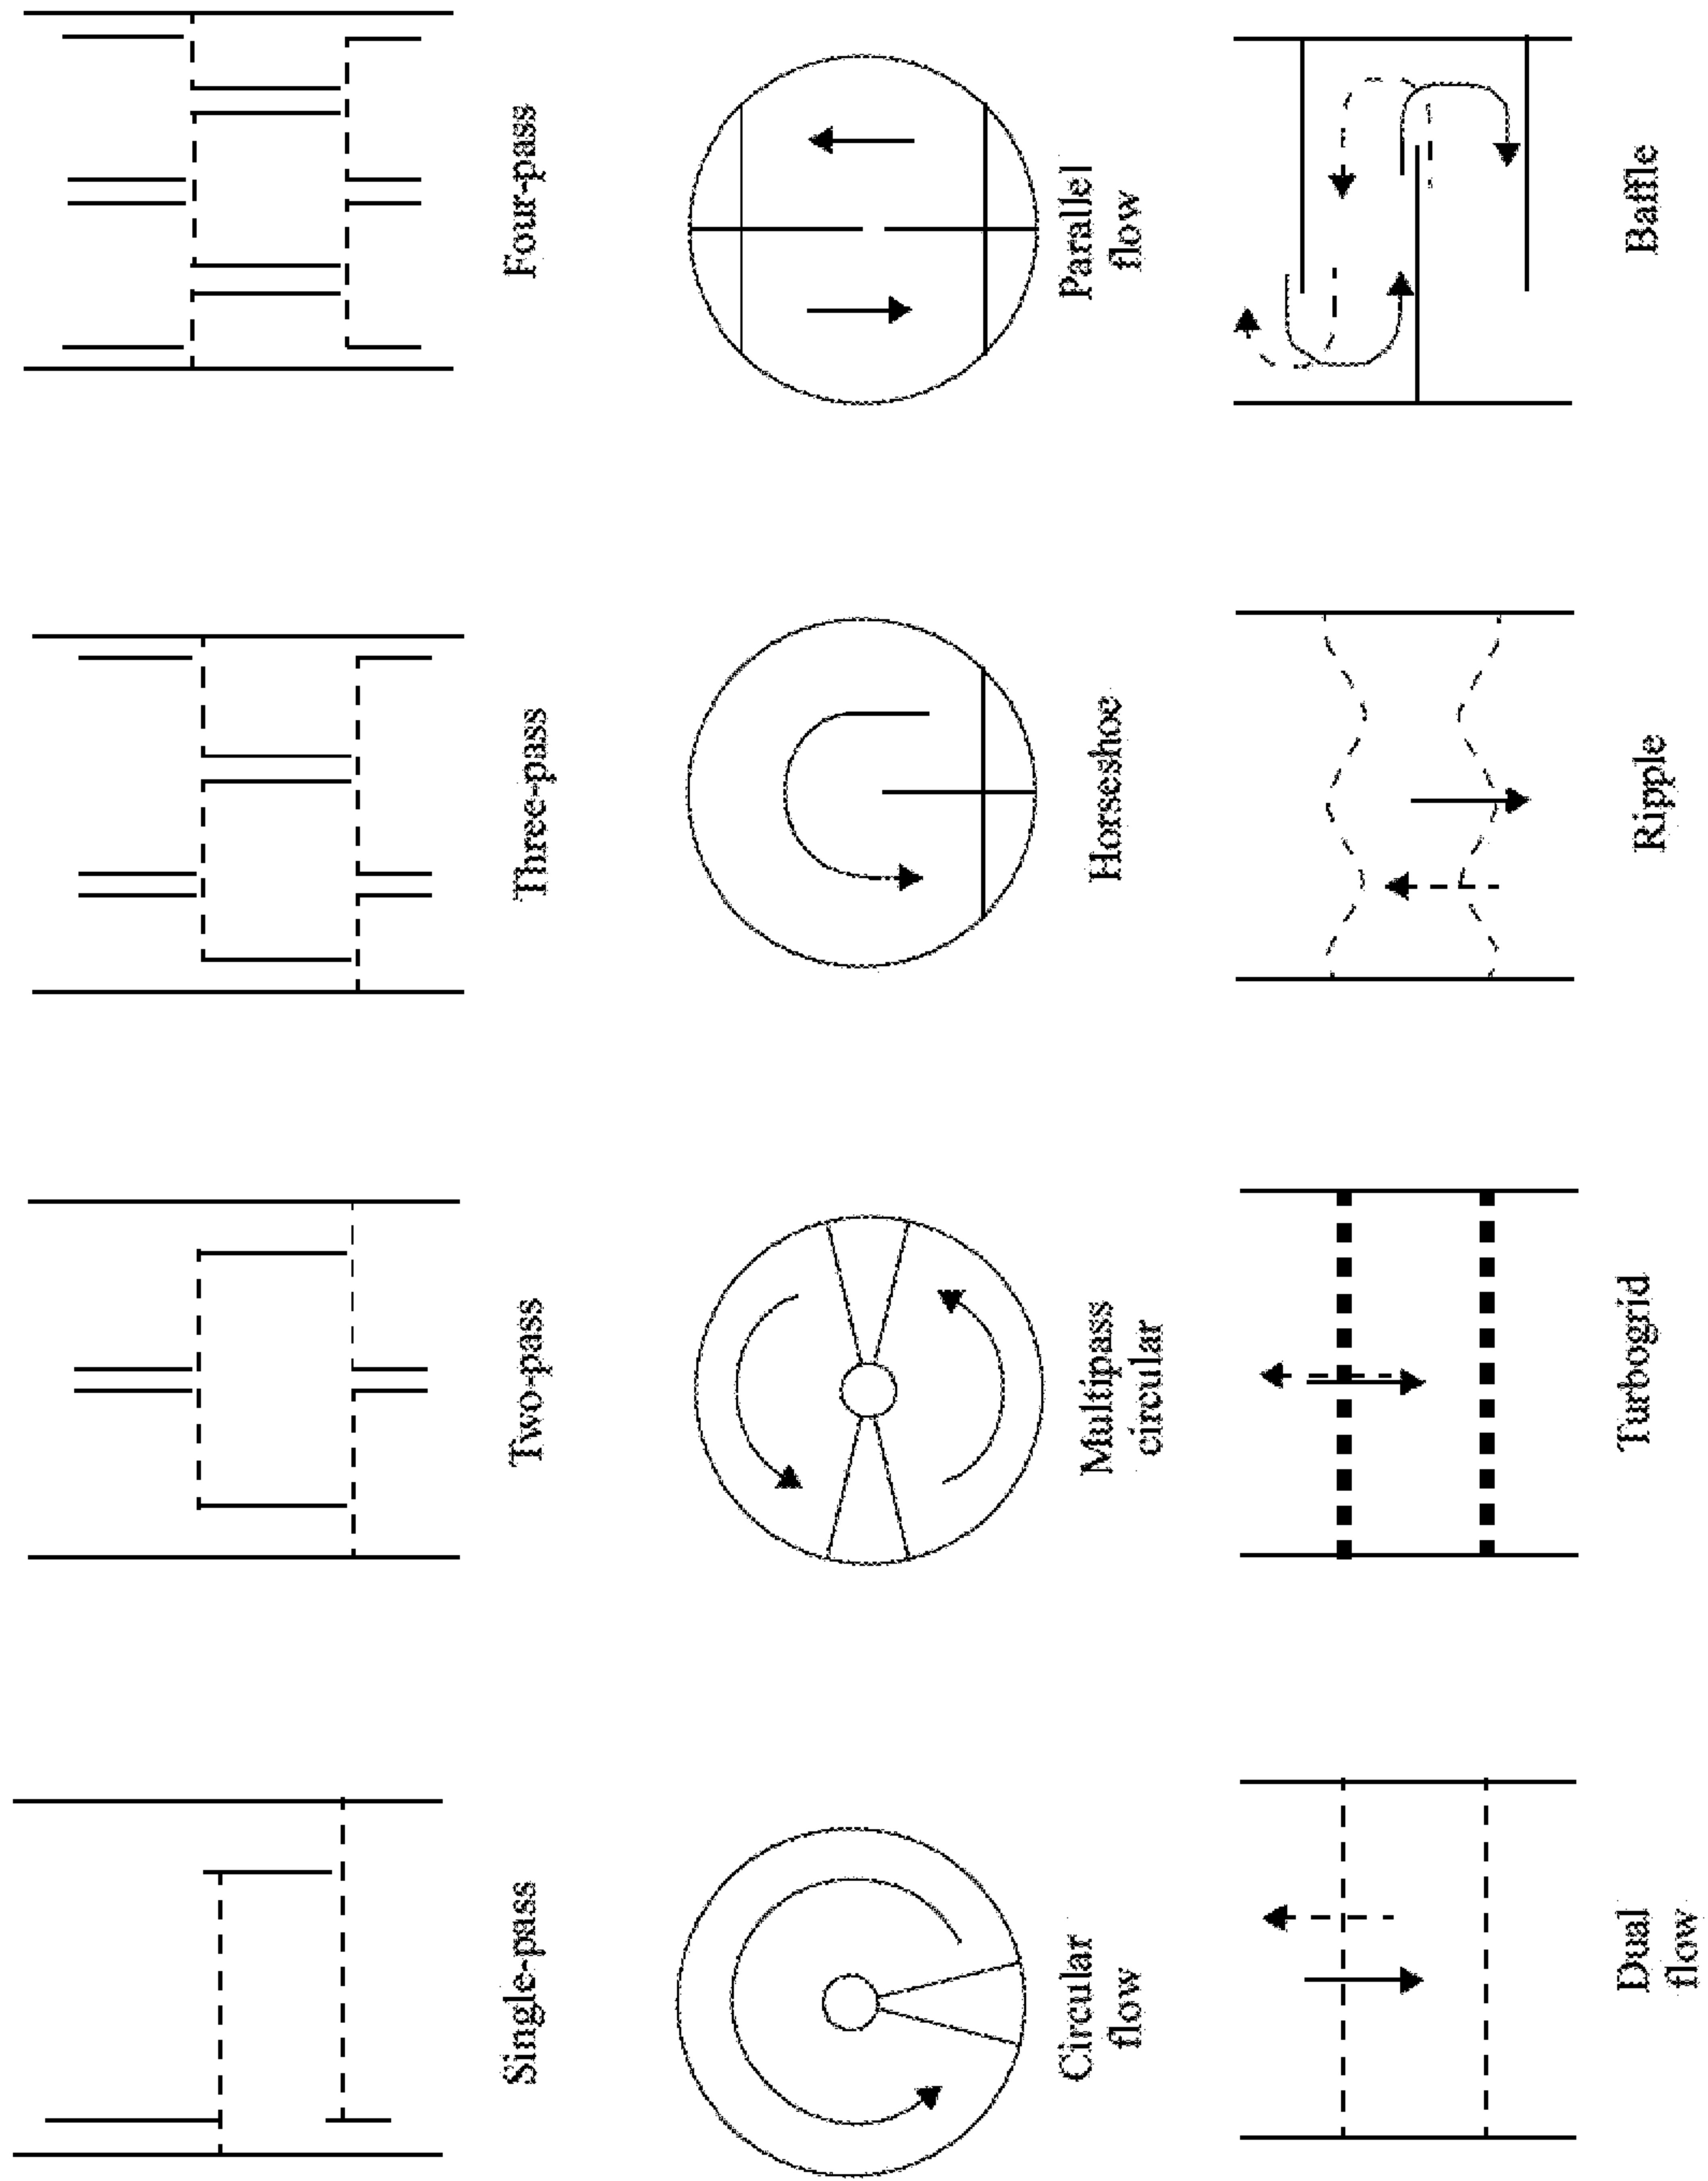 Single-pass
Two-pass
Three-pass
Four-pass
Circular
flow
Multipass
circular
Horseshoe
Parallel
flow
Dual
flow
Turbogrid
Ripple
Baffle